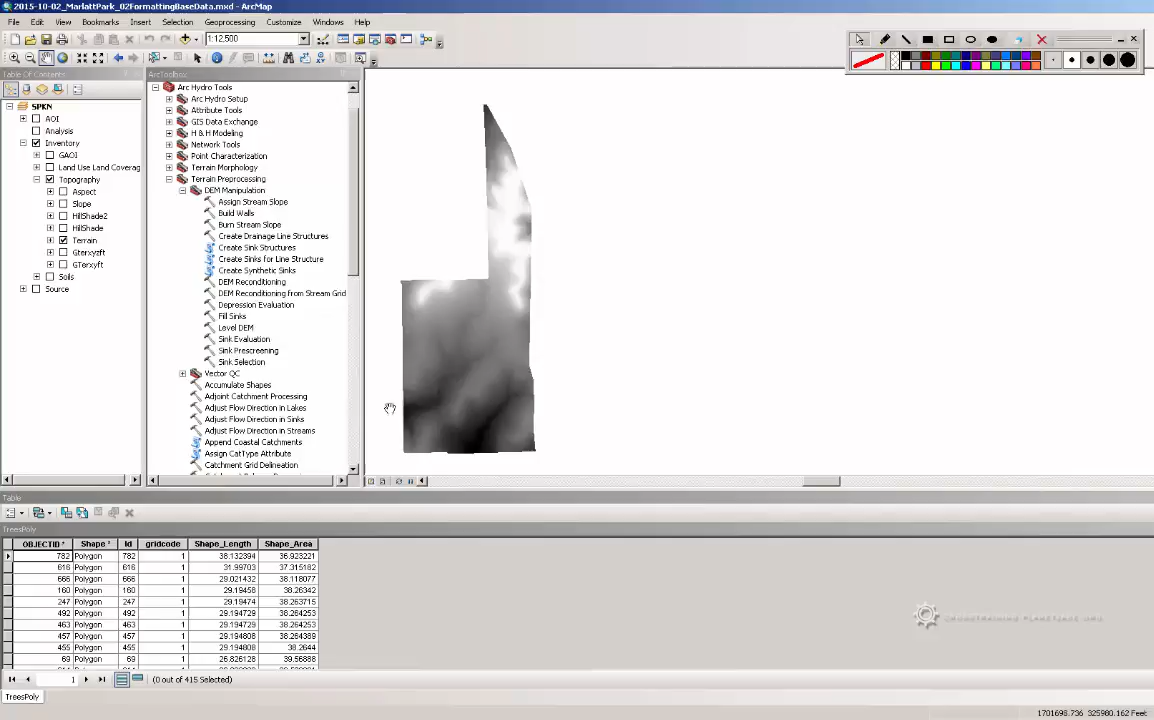 2015-10-02_MarlattPark_02FormattingBaseData.mxd - ArcMap
File Edit View Bookmarks Insert Selection Geoprocessing Customize Windows Help
1:12,500
Table Of Contents
ArcToolbox
SPKN
AOI
Analysis
Inventory
GAOI
Land Use Land Coverag
Topography
Aspect
Slope
HillShade2
HillShade
Terrain
Gterxyzft
GTerxyft
Soils
Source
Arc Hydro Tools
Arc Hydro Setup
Attribute Tools
GIS Data Exchange
H & H Modeling
Network Tools
Point Characterization
Terrain Morphology
Terrain Preprocessing
DEM Manipulation
Assign Stream Slope
Build Walls
Burn Stream Slope
Create Drainage Line Structures
Create Sink Structures
Create Sinks for Line Structure
Create Synthetic Sinks
DEM Reconditioning
DEM Reconditioning from Stream Grid
Depression Evaluation
Fill Sinks
Level DEM
Sink Evaluation
Sink Prescreening
Sink Selection
Vector QC
Accumulate Shapes
Adjoint Catchment Processing
Adjust Flow Direction in Lakes
Adjust Flow Direction in Sinks
Adjust Flow Direction in Streams
Append Coastal Catchments
Assign CatType Attribute
Catchment Grid Delineation
Table
TreesPoly
OBJECTID * Shape * Id gridcode Shape_Length Shape_Area
782 Polygon 782 1 38.132394 36.923221
616 Polygon 616 1 31.99703 37.315182
666 Polygon 666 1 29.021432 38.118077
160 Polygon 160 1 29.19458 38.26342
247 Polygon 247 1 29.19474 38.263715
492 Polygon 492 1 29.194729 38.264253
463 Polygon 463 1 29.194729 38.264253
457 Polygon 457 1 29.194808 38.264389
455 Polygon 455 1 29.194808 38.2644
69 Polygon 69 1 26.826128 39.56888
1 (0 out of 415 Selected)
TreesPoly
1701698.736 325980.162 Feet